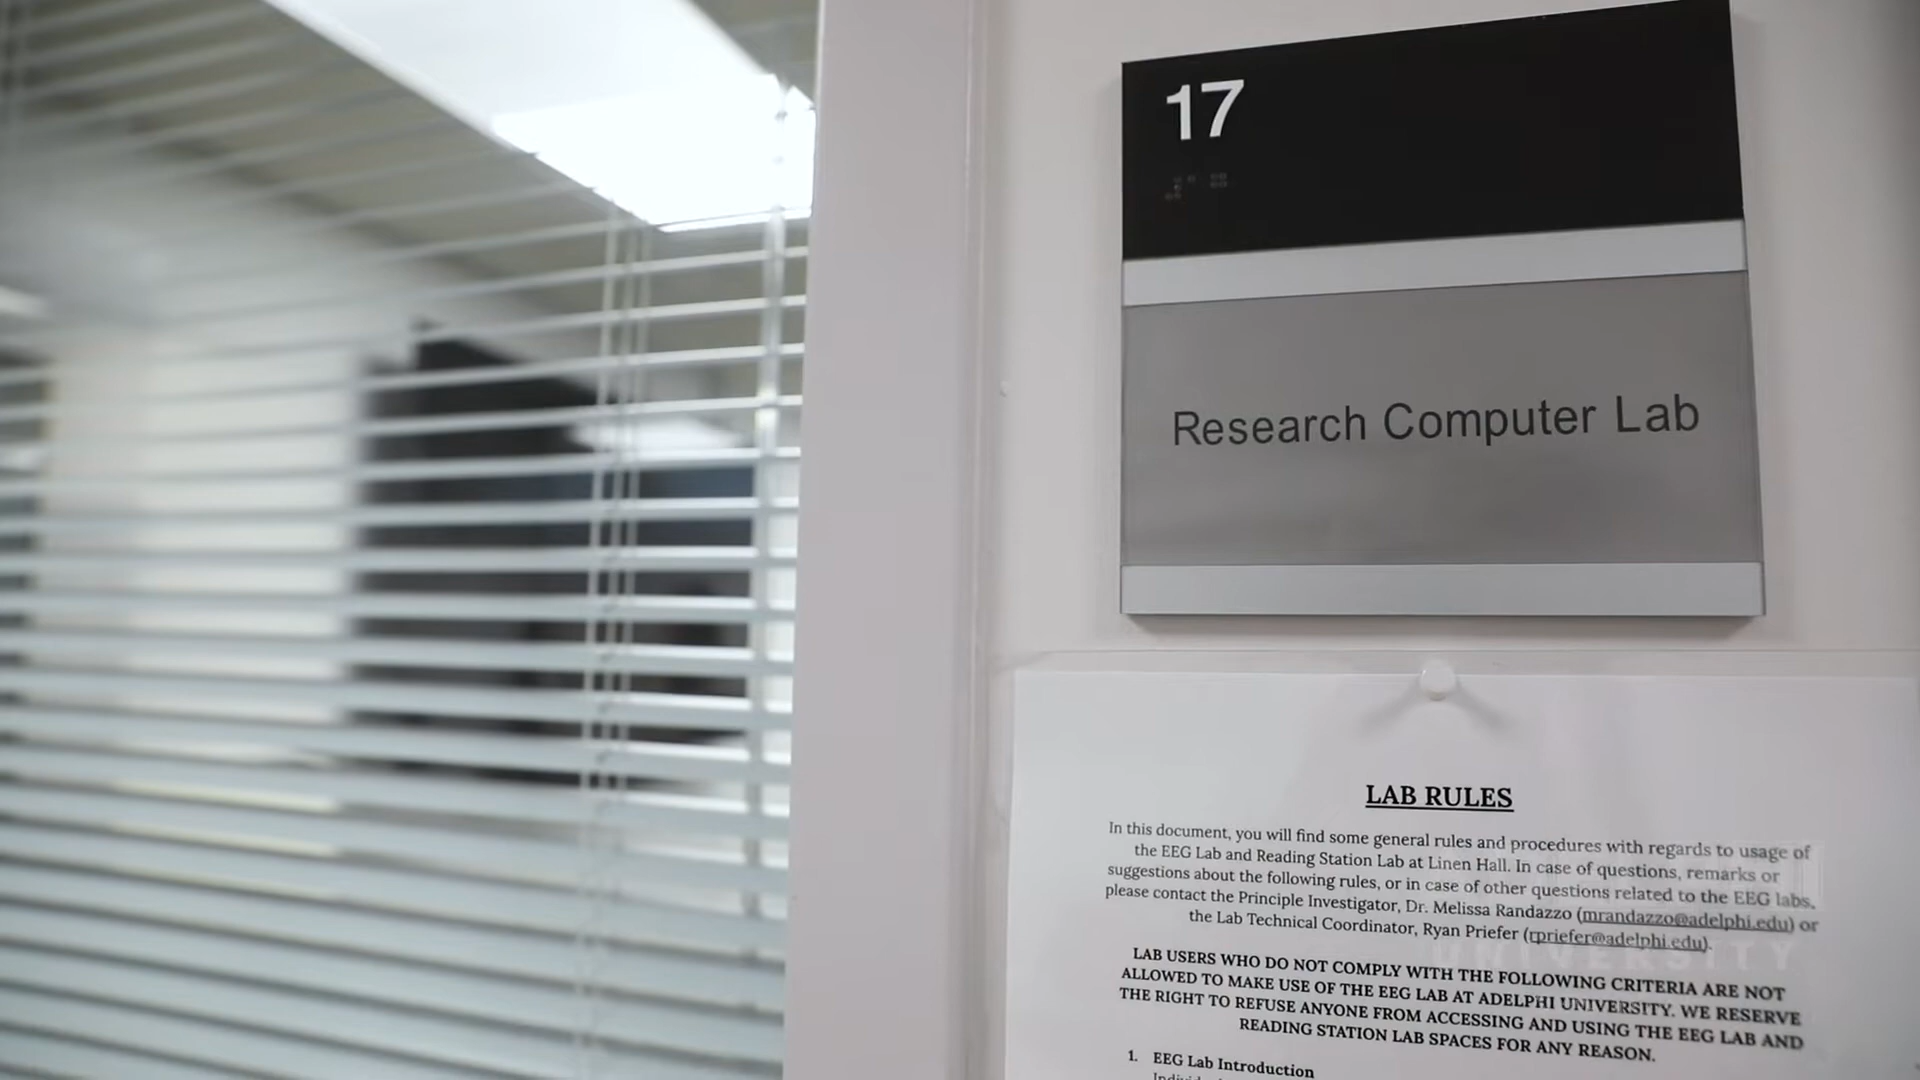 17
Research Computer Lab
LAB RULES
In this document, you will find some general rules and procedures with regards to usage of
the EEG Lab and Reading Station Lab at Linen Hall. In case of questions, remarks or
suggestions about the following rules, or in case of other questions related to the EEG labs,
please contact the Principle Investigator, Dr. Melissa Randazzo (mrandazzo@adelphi.edu) or
the Lab Technical Coordinator, Ryan Priefer (rpriefer@adelphi.edu).
UNIVERSITY
LAB USERS WHO DO NOT COMPLY WITH THE FOLLOWING CRITERIA ARE NOT
ALLOWED TO MAKE USE OF THE EEG LAB AT ADELPHI UNIVERSITY. WE RESERVE
THE RIGHT TO REFUSE ANYONE FROM ACCESSING AND USING THE EEG LAB AND
READING STATION LAB SPACES FOR ANY REASON.
1. EEG Lab Introduction